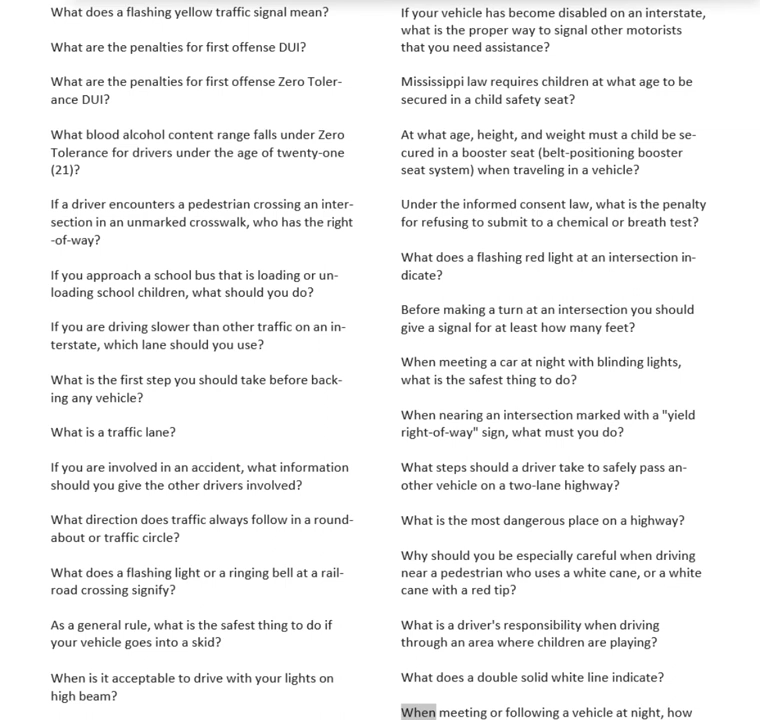 What does a flashing yellow traffic signal mean?
What are the penalties for first offense DUI?
What are the penalties for first offense Zero Toler-
ance DUI?
What blood alcohol content range falls under Zero
Tolerance for drivers under the age of twenty-one
(21)?
If a driver encounters a pedestrian crossing an inter-
section in an unmarked crosswalk, who has the right
-of-way?
If you approach a school bus that is loading or un-
loading school children, what should you do?
If you are driving slower than other traffic on an in-
terstate, which lane should you use?
What is the first step you should take before back-
ing any vehicle?
What is a traffic lane?
If you are involved in an accident, what information
should you give the other drivers involved?
What direction does traffic always follow in a round-
about or traffic circle?
What does a flashing light or a ringing bell at a rail-
road crossing signify?
As a general rule, what is the safest thing to do if
your vehicle goes into a skid?
When is it acceptable to drive with your lights on
high beam?
If your vehicle has become disabled on an interstate,
what is the proper way to signal other motorists
that you need assistance?
Mississippi law requires children at what age to be
secured in a child safety seat?
At what age, height, and weight must a child be se-
cured in a booster seat (belt-positioning booster
seat system) when traveling in a vehicle?
Under the informed consent law, what is the penalty
for refusing to submit to a chemical or breath test?
What does a flashing red light at an intersection in-
dicate?
Before making a turn at an intersection you should
give a signal for at least how many feet?
When meeting a car at night with blinding lights,
what is the safest thing to do?
When nearing an intersection marked with a "yield
right-of-way" sign, what must you do?
What steps should a driver take to safely pass an-
other vehicle on a two-lane highway?
What is the most dangerous place on a highway?
Why should you be especially careful when driving
near a pedestrian who uses a white cane, or a white
cane with a red tip?
What is a driver's responsibility when driving
through an area where children are playing?
What does a double solid white line indicate?
When meeting or following a vehicle at night, how